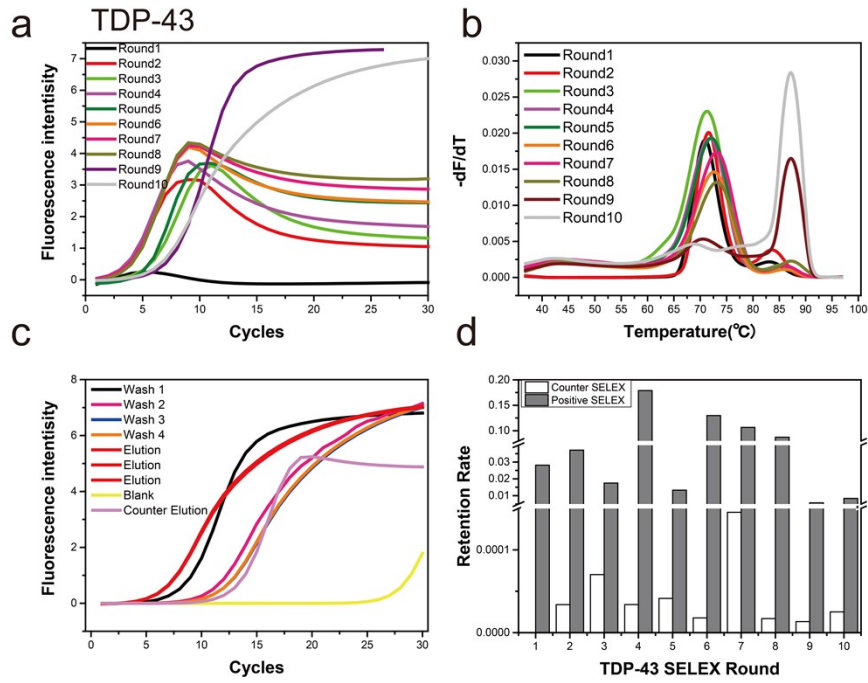 a
TDP-43
Fluorescence intentisity
7
6
5
4
3
2
1
0
Round1
Round2
Round3
Round4
Round5
Round6
Round7
Round8
Round9
Round10
0 5 10 15 20 25 30
Cycles
b
-dF/dT
0.030
0.025
0.020
0.015
0.010
0.005
0.000
Round1
Round2
Round3
Round4
Round5
Round6
Round7
Round8
Round9
Round10
40 45 50 55 60 65 70 75 80 85 90 95 100
Temperature(°C)
c
Fluorescence intentisity
8
6
4
2
0
Wash 1
Wash 2
Wash 3
Wash 4
Elution
Elution
Elution
Blank
Counter Elution
0 5 10 15 20 25 30
Cycles
d
Retention Rate
0.20
0.15
0.10
0.05
0.03
0.01
0.0001
0.0000
Counter SELEX
Positive SELEX
1 2 3 4 5 6 7 8 9 10
TDP-43 SELEX Round